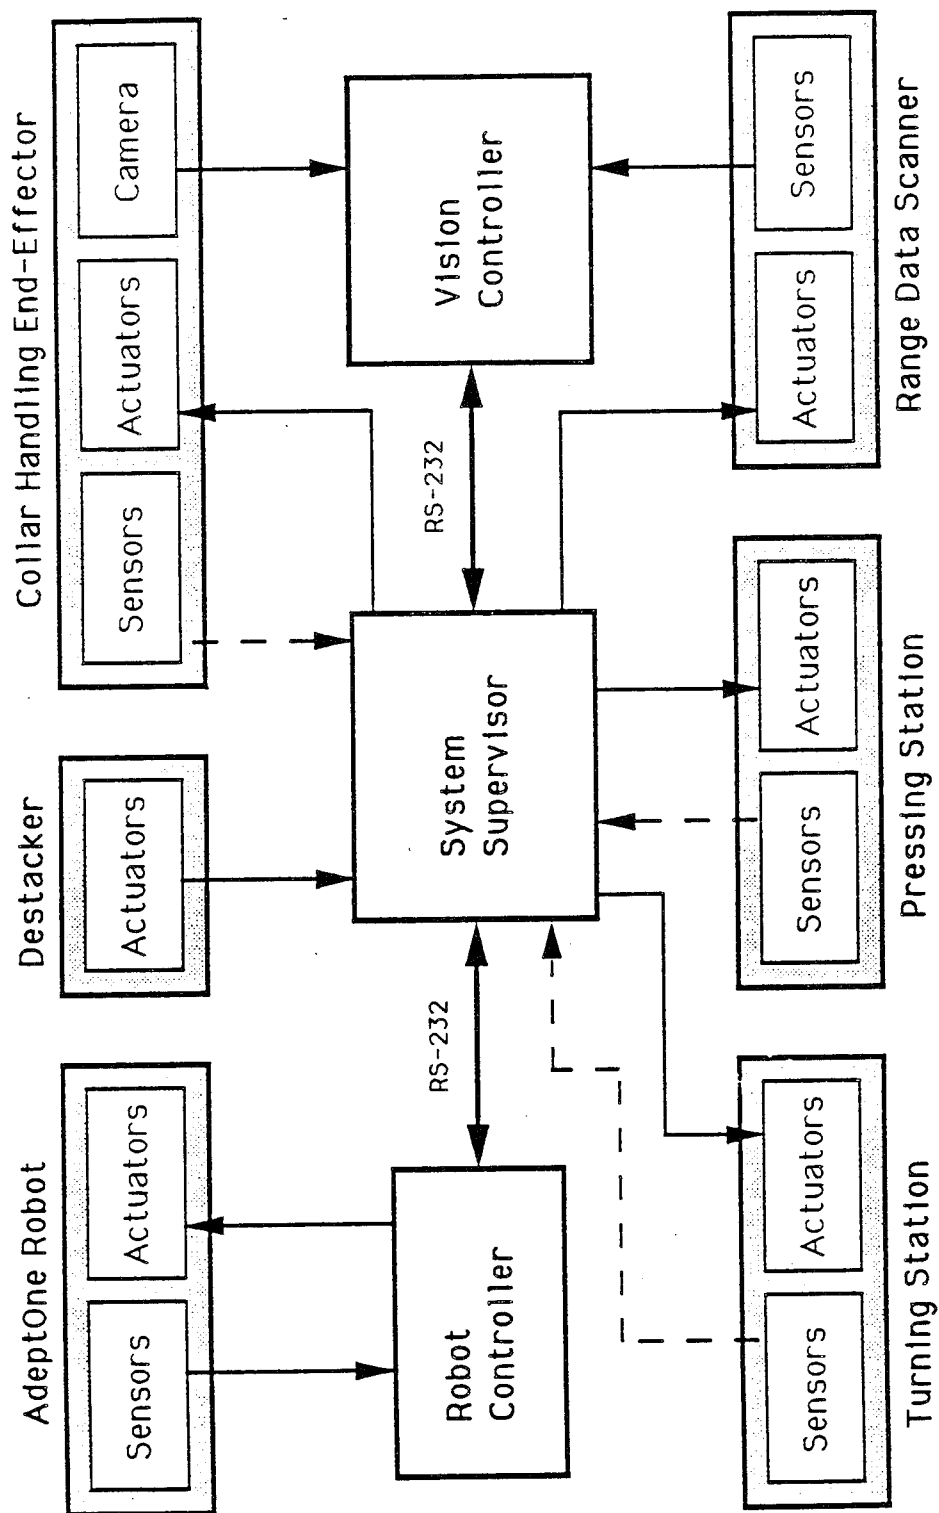 AdeptOne Robot
Sensors
Actuators
Destacker
Actuators
Collar Handling End-Effector
Sensors
Actuators
Camera
Robot
Controller
RS-232
System
Supervisor
RS-232
Vision
Controller
Sensors
Actuators
Turning Station
Sensors
Actuators
Pressing Station
Actuators
Sensors
Range Data Scanner